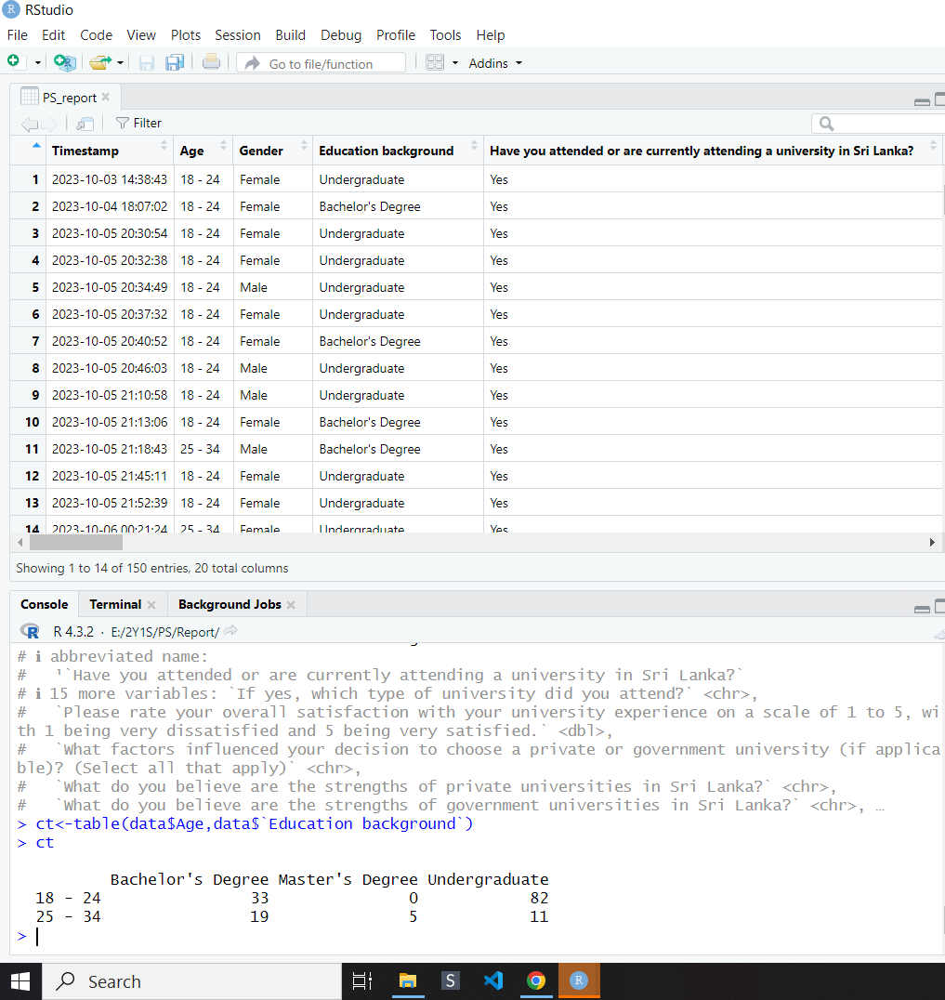 RStudio
File Edit Code View Plots Session Build Debug Profile Tools Help
Go to file/function Addins
PS_report
Filter
Timestamp Age Gender Education background Have you attended or are currently attending a university in Sri Lanka?
1 2023-10-03 14:38:43 18 - 24 Female Undergraduate Yes
2 2023-10-04 18:07:02 18 - 24 Female Bachelor's Degree Yes
3 2023-10-05 20:30:54 18 - 24 Female Undergraduate Yes
4 2023-10-05 20:32:38 18 - 24 Female Undergraduate Yes
5 2023-10-05 20:34:49 18 - 24 Male Undergraduate Yes
6 2023-10-05 20:37:32 18 - 24 Female Undergraduate Yes
7 2023-10-05 20:40:52 18 - 24 Female Bachelor's Degree Yes
8 2023-10-05 20:46:03 18 - 24 Male Undergraduate Yes
9 2023-10-05 21:10:58 18 - 24 Male Undergraduate Yes
10 2023-10-05 21:13:06 18 - 24 Female Bachelor's Degree Yes
11 2023-10-05 21:18:43 25 - 34 Male Bachelor's Degree Yes
12 2023-10-05 21:45:11 18 - 24 Female Undergraduate Yes
13 2023-10-05 21:52:39 18 - 24 Female Undergraduate Yes
14 2023-10-06 00:21:24 25 - 34 Female Undergraduate Yes
Showing 1 to 14 of 150 entries, 20 total columns
Console Terminal Background Jobs
R 4.3.2 · E:/2Y1S/PS/Report/
# ℹ abbreviated name:
#   ¹​`Have you attended or are currently attending a university in Sri Lanka?`
# ℹ 15 more variables: `If yes, which type of university did you attend?` <chr>,
#   `Please rate your overall satisfaction with your university experience on a scale of 1 to 5, wi
th 1 being very dissatisfied and 5 being very satisfied.` <dbl>,
#   `What factors influenced your decision to choose a private or government university (if applica
ble)? (Select all that apply)` <chr>,
#   `What do you believe are the strengths of private universities in Sri Lanka?` <chr>,
#   `What do you believe are the strengths of government universities in Sri Lanka?` <chr>, …
> ct<-table(data$Age,data$`Education background`)
> ct
Bachelor's Degree Master's Degree Undergraduate
18 - 24 33 0 82
25 - 34 19 5 11
>
Search